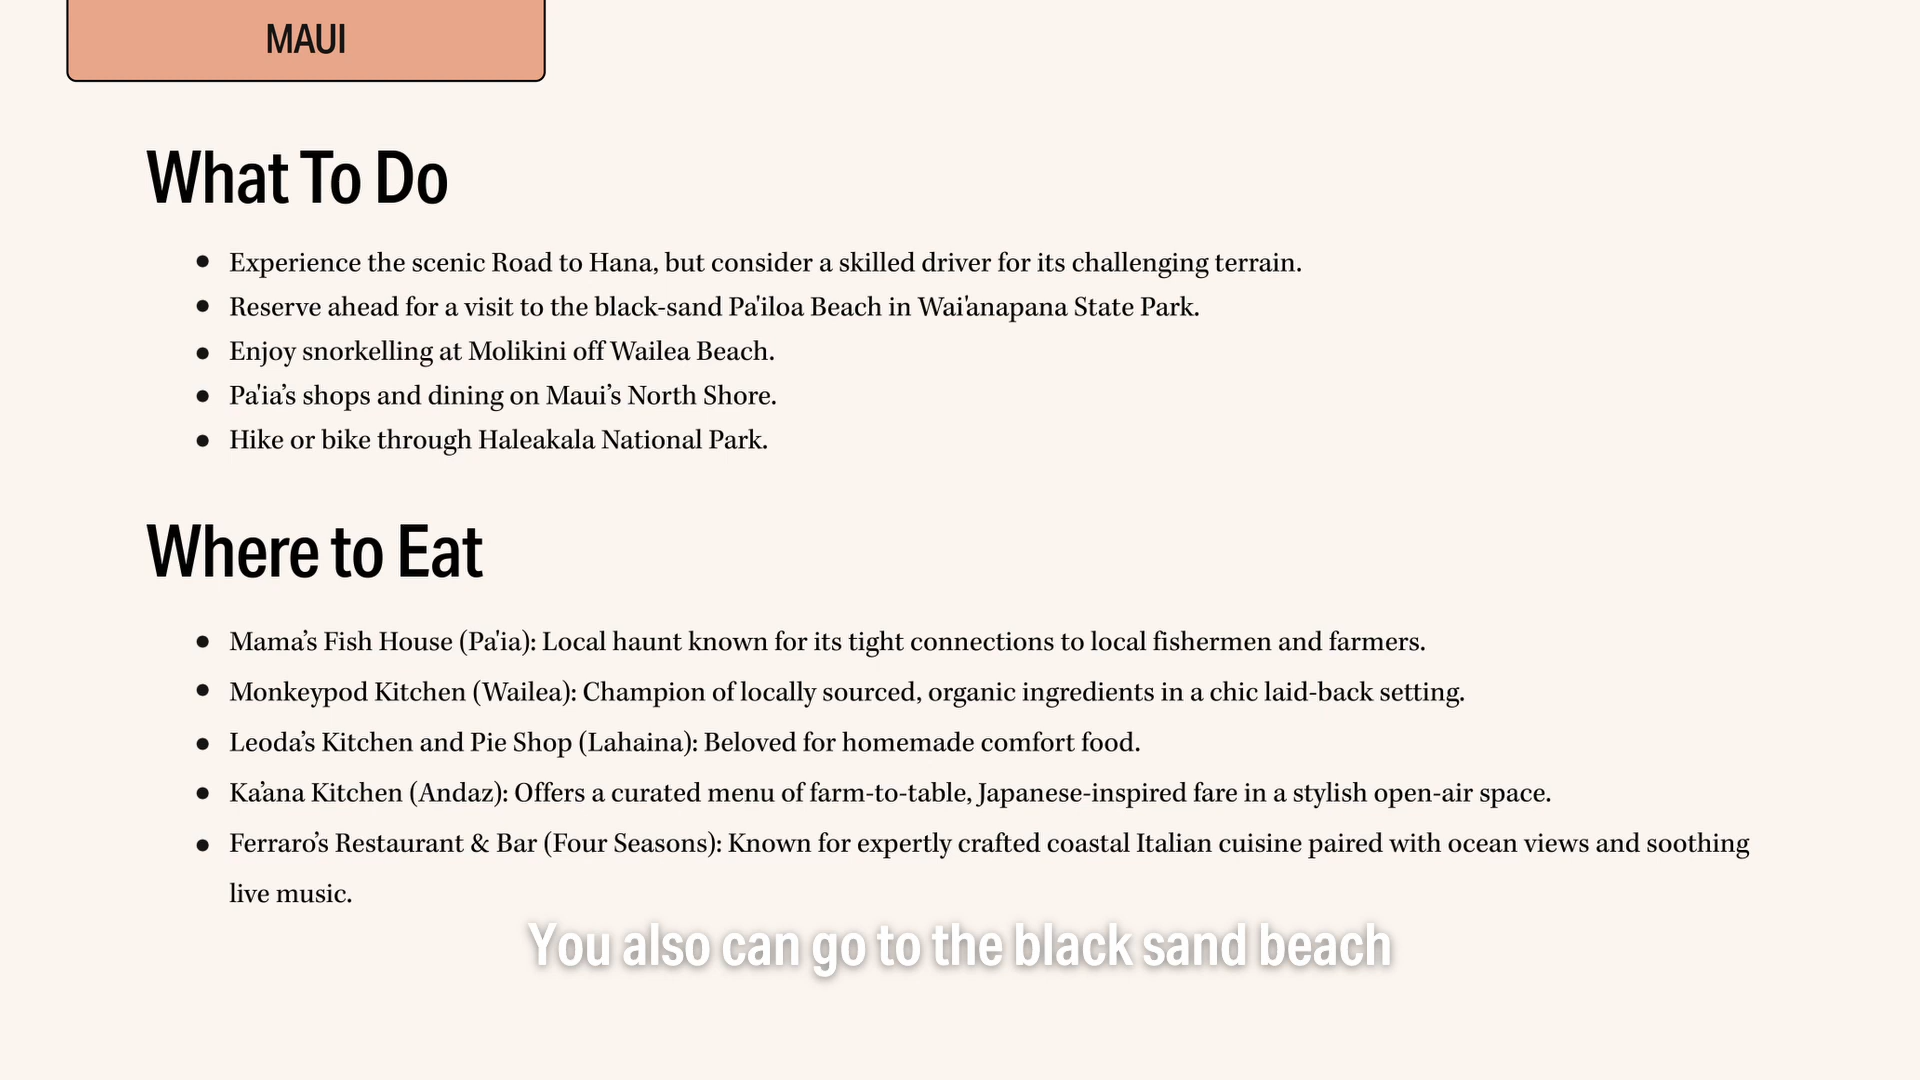 MAUI
What To Do
• Experience the scenic Road to Hana, but consider a skilled driver for its challenging terrain.
• Reserve ahead for a visit to the black-sand Pa'iloa Beach in Wai'anapana State Park.
• Enjoy snorkelling at Molikini off Wailea Beach.
• Pa'ia’s shops and dining on Maui’s North Shore.
• Hike or bike through Haleakala National Park.
Where to Eat
• Mama’s Fish House (Pa'ia): Local haunt known for its tight connections to local fishermen and farmers.
• Monkeypod Kitchen (Wailea): Champion of locally sourced, organic ingredients in a chic laid-back setting.
• Leoda’s Kitchen and Pie Shop (Lahaina): Beloved for homemade comfort food.
• Ka’ana Kitchen (Andaz): Offers a curated menu of farm-to-table, Japanese-inspired fare in a stylish open-air space.
• Ferraro’s Restaurant & Bar (Four Seasons): Known for expertly crafted coastal Italian cuisine paired with ocean views and soothing
live music.
You also can go to the black sand beach